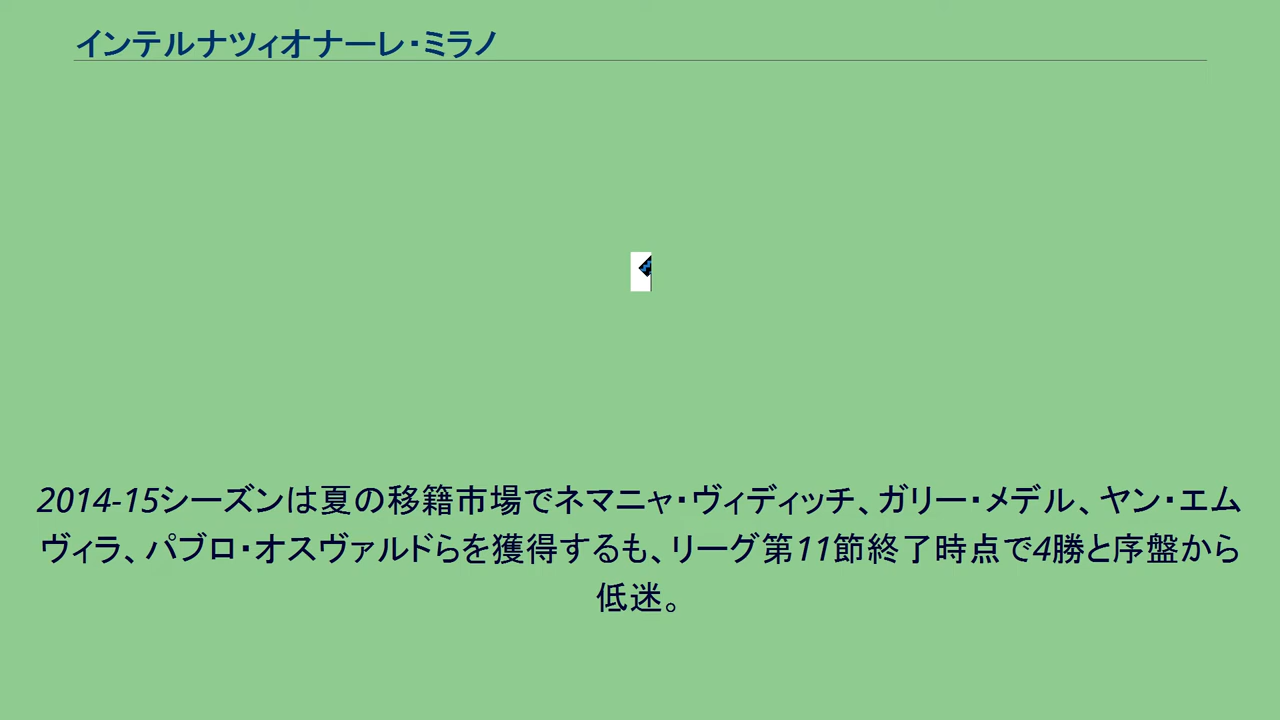 インテルナツィオナーレ・ミラノ
2014-15シーズンは夏の移籍市場でネマニャ・ヴィディッチ、ガリー・メデル、ヤン・エム
ヴィラ、パブロ・オスヴァルドらを獲得するも、リーグ第11節終了時点で4勝と序盤から
低迷。